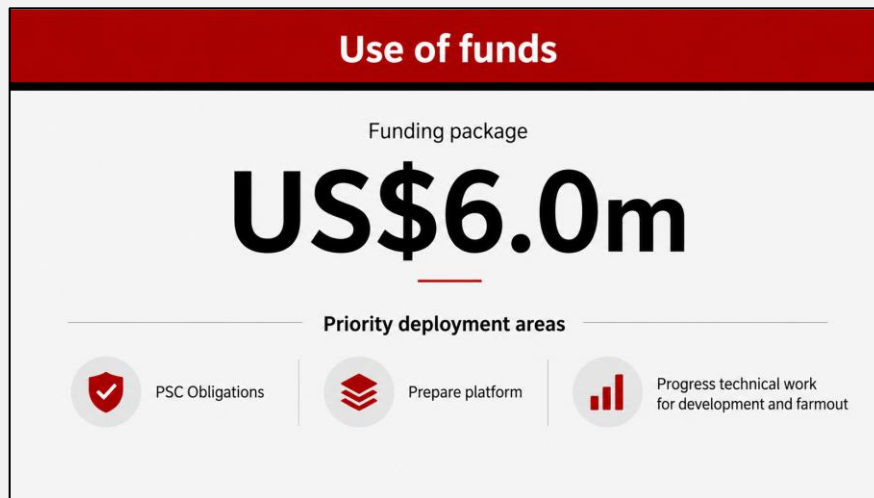 Use of funds
Funding package
US$6.0m
Priority deployment areas
PSC Obligations
Prepare platform
Progress technical work
for development and farmout